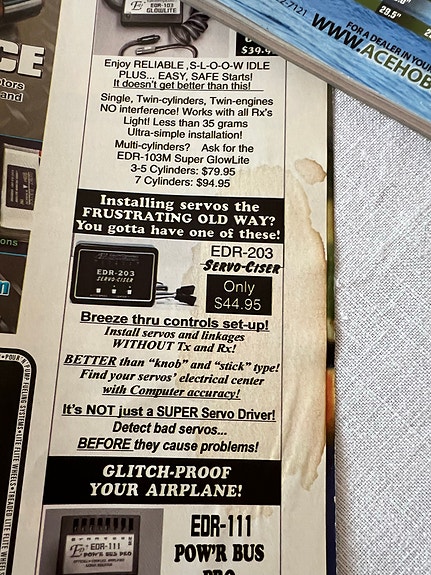 EDR-103
GLOWLITE
$39.9
Enjoy RELIABLE ,S-L-O-O-W IDLE
PLUS... EASY, SAFE Starts!
It doesn't get better than this!
Single, Twin-cylinders, Twin-engines
NO interference! Works with all Rx's
Light! Less than 35 grams
Ultra-simple installation!
Multi-cylinders? Ask for the
EDR-103M Super GlowLite
3-5 Cylinders: $79.95
7 Cylinders: $94.95
Installing servos the
FRUSTRATING OLD WAY?
You gotta have one of these!
EDR-203
SERVO-CISER
EDR-203
SERVO-CISER
Only
$44.95
Breeze thru controls set-up!
Install servos and linkages
WITHOUT Tx and Rx!
BETTER than "knob" and "stick" type!
Find your servos' electrical center
with Computer accuracy!
It's NOT just a SUPER Servo Driver!
Detect bad servos...
BEFORE they cause problems!
GLITCH-PROOF
YOUR AIRPLANE!
EDR-111
POW'R BUS
PRO
EDR-111
POW'R BUS PRO
29.5"
FOR A DEALER IN YOUR
WWW.ACEHOB
-7121
CE
otors
and
ons